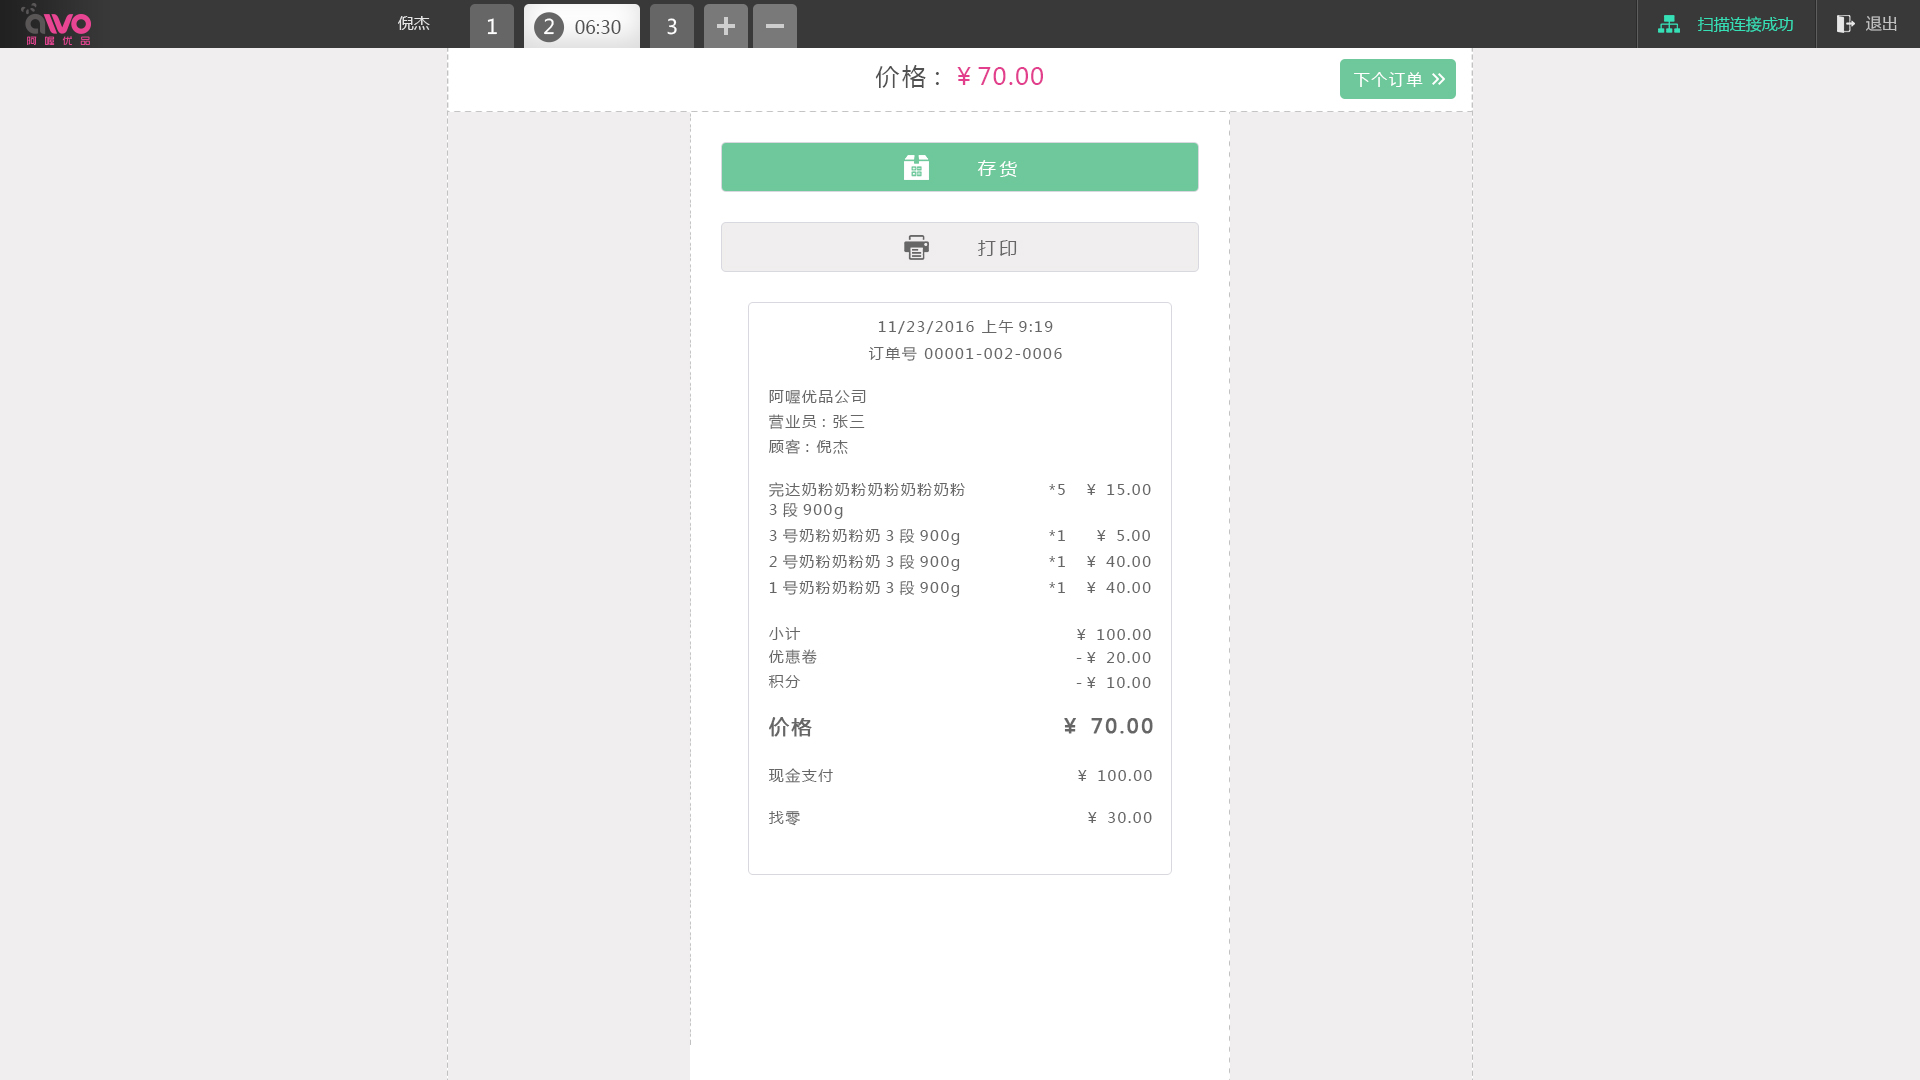 awo
阿喔优品
倪杰
1
2 06:30
3
扫描连接成功
退出
价格： ¥ 70.00
下个订单
存货
打印
11/23/2016 上午 9:19
订单号 00001-002-0006
阿喔优品公司
营业员：张三
顾客：倪杰
完达奶粉奶粉奶粉奶粉奶粉 *5 ¥ 15.00
3 段 900g
3 号奶粉奶粉奶 3 段 900g *1 ¥ 5.00
2 号奶粉奶粉奶 3 段 900g *1 ¥ 40.00
1 号奶粉奶粉奶 3 段 900g *1 ¥ 40.00
小计 ¥ 100.00
优惠卷 -¥ 20.00
积分 -¥ 10.00
价格 ¥ 70.00
现金支付 ¥ 100.00
找零 ¥ 30.00